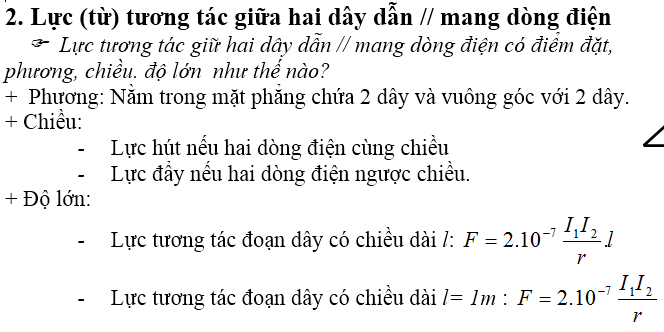 2. Lực (từ) tương tác giữa hai dây dẫn // mang dòng điện
☞ Lực tương tác giữ hai dây dẫn // mang dòng điện có điểm đặt,
phương, chiều. độ lớn như thế nào?
+ Phương: Nằm trong mặt phẳng chứa 2 dây và vuông góc với 2 dây.
+ Chiều:
- Lực hút nếu hai dòng điện cùng chiều
- Lực đẩy nếu hai dòng điện ngược chiều.
+ Độ lớn:
- Lực tương tác đoạn dây có chiều dài l: F = 2.10⁻⁷ I₁I₂/r .l
- Lực tương tác đoạn dây có chiều dài l= 1m : F = 2.10⁻⁷ I₁I₂/r